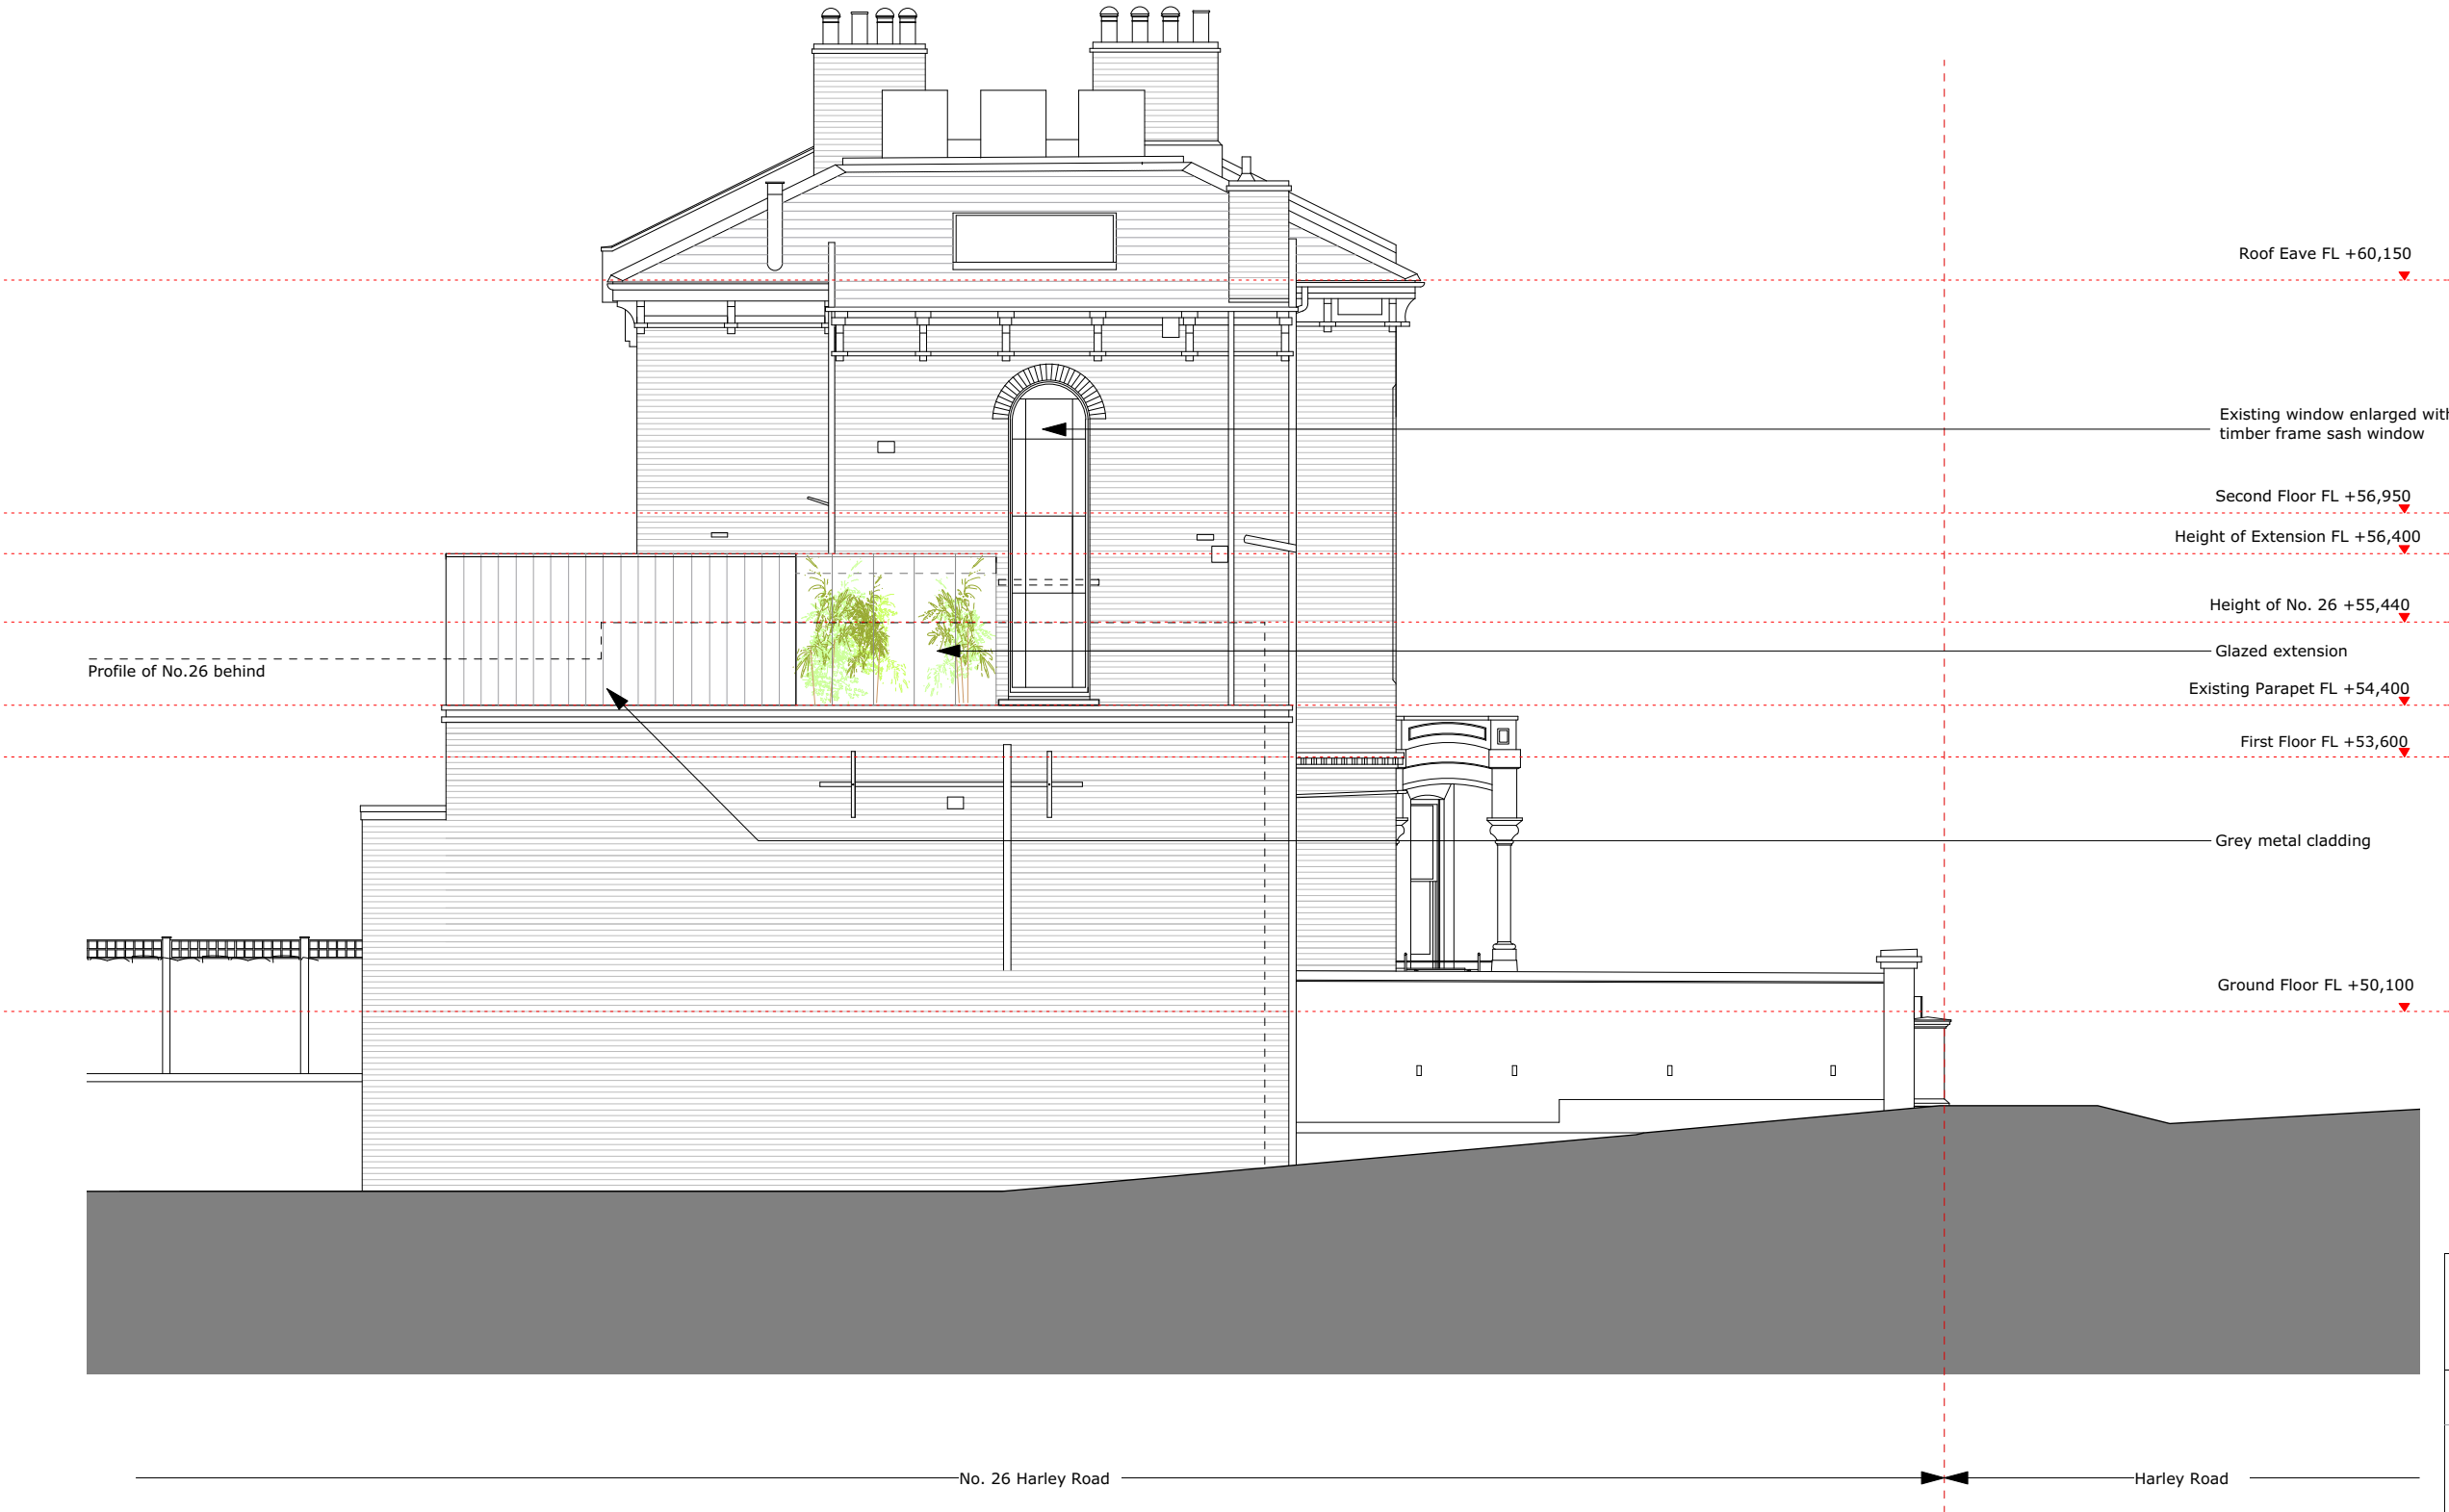 Roof Eave FL +60,150
Existing window enlarged with
timber frame sash window
Second Floor FL +56,950
Height of Extension FL +56,400
Height of No. 26 +55,440
Glazed extension
Profile of No.26 behind
Existing Parapet FL +54,400
First Floor FL +53,600
Grey metal cladding
Ground Floor FL +50,100
No. 26 Harley Road
Harley Road